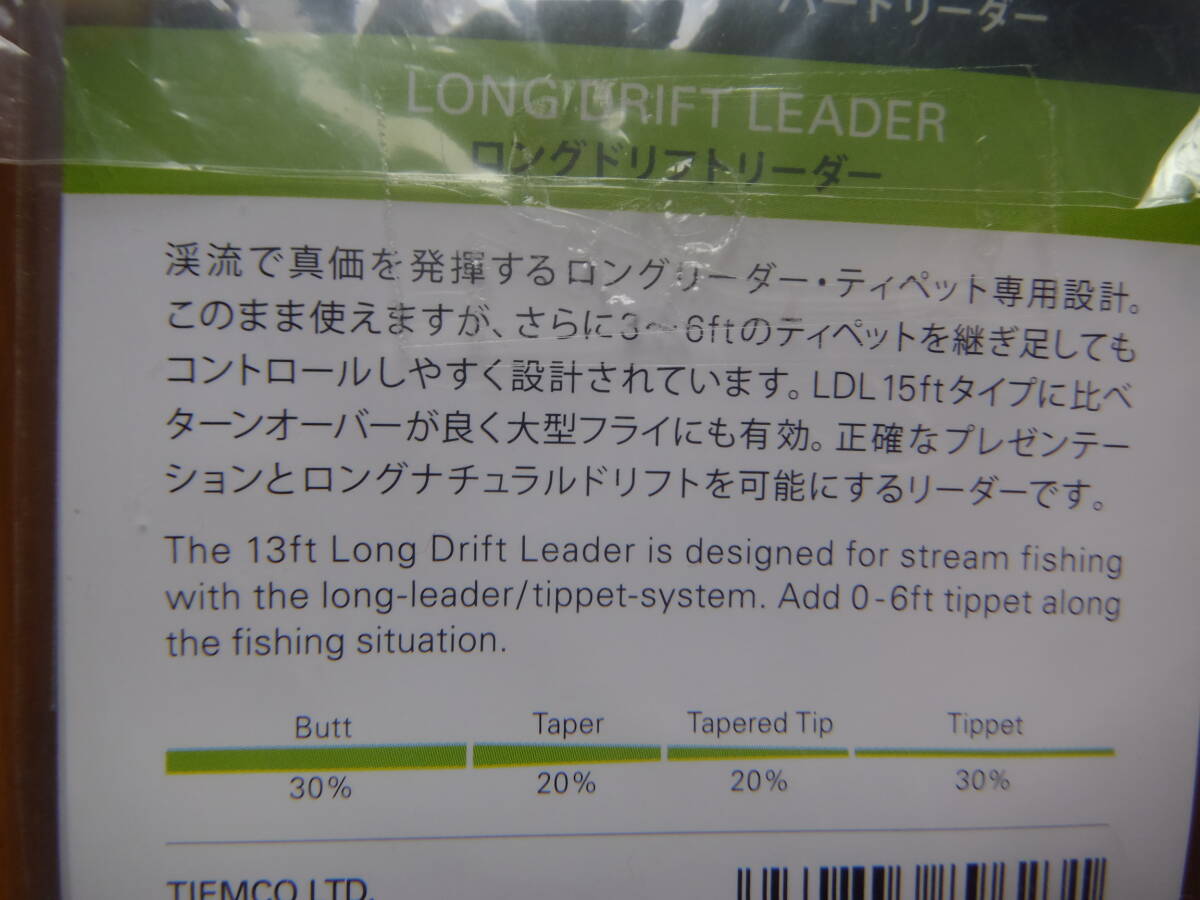 ハードリーダー
LONG DRIFT LEADER
ロングドリフトリーダー
渓流で真価を発揮するロングリーダー・ティペット専用設計。
このまま使えますが、さらに3～6ftのティペットを継ぎ足しても
コントロールしやすく設計されています。LDL15ftタイプに比べ
ターンオーバーが良く大型フライにも有効。正確なプレゼンテー
ションとロングナチュラルドリフトを可能にするリーダーです。
The 13ft Long Drift Leader is designed for stream fishing
with the long-leader/tippet-system. Add 0-6ft tippet along
the fishing situation.
Butt Taper Tapered Tip Tippet
30% 20% 20% 30%
TIEMCO LTD.